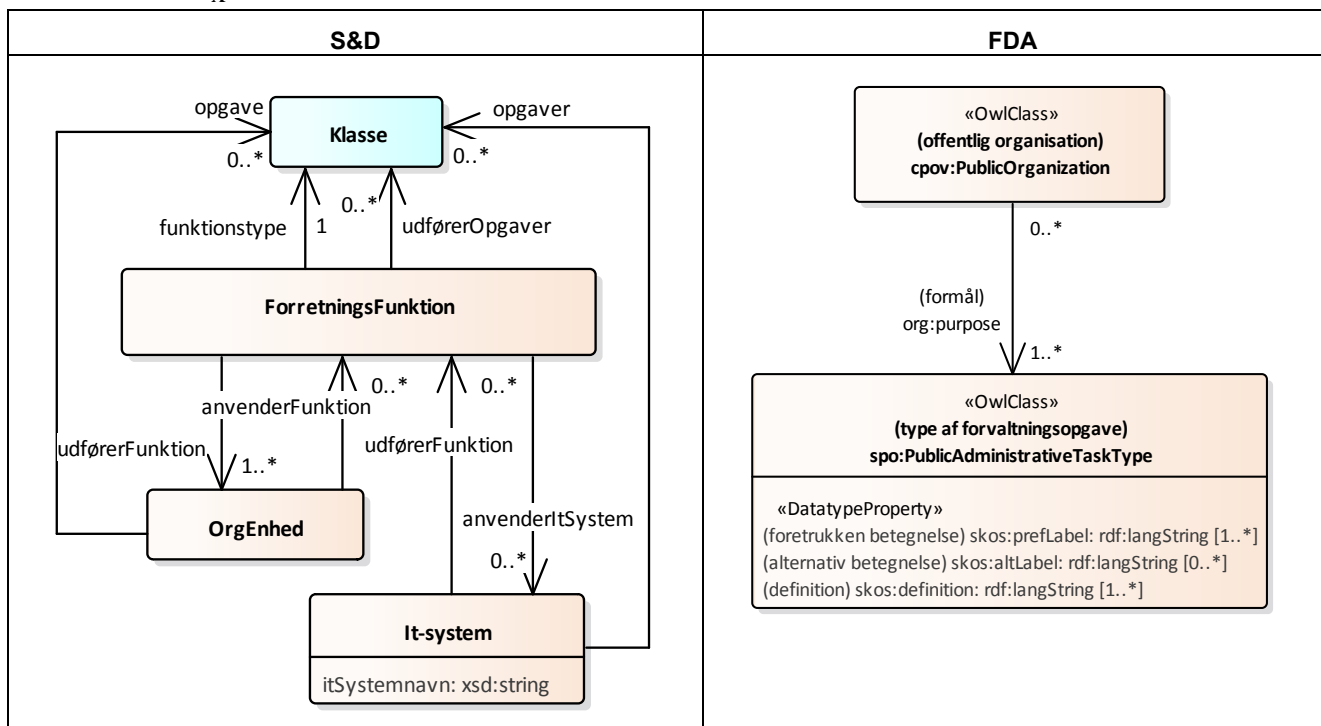 S&D
FDA
opgave
opgaver
Klasse
0..*
0..*
0..*
funktionstype
1
udførerOpgaver
ForretningsFunktion
0..*
0..*
anvenderFunktion
udførerFunktion
udførerFunktion
1..*
OrgEnhed
anvenderItSystem
0..*
It-system
itSystemnavn: xsd:string
«OwlClass»
(offentlig organisation)
cpov:PublicOrganization
0..*
(formål)
org:purpose
1..*
«OwlClass»
(type af forvaltningsopgave)
spo:PublicAdministrativeTaskType
«DatatypeProperty»
(foretrukken betegnelse) skos:prefLabel: rdf:langString [1..*]
(alternativ betegnelse) skos:altLabel: rdf:langString [0..*]
(definition) skos:definition: rdf:langString [1..*]